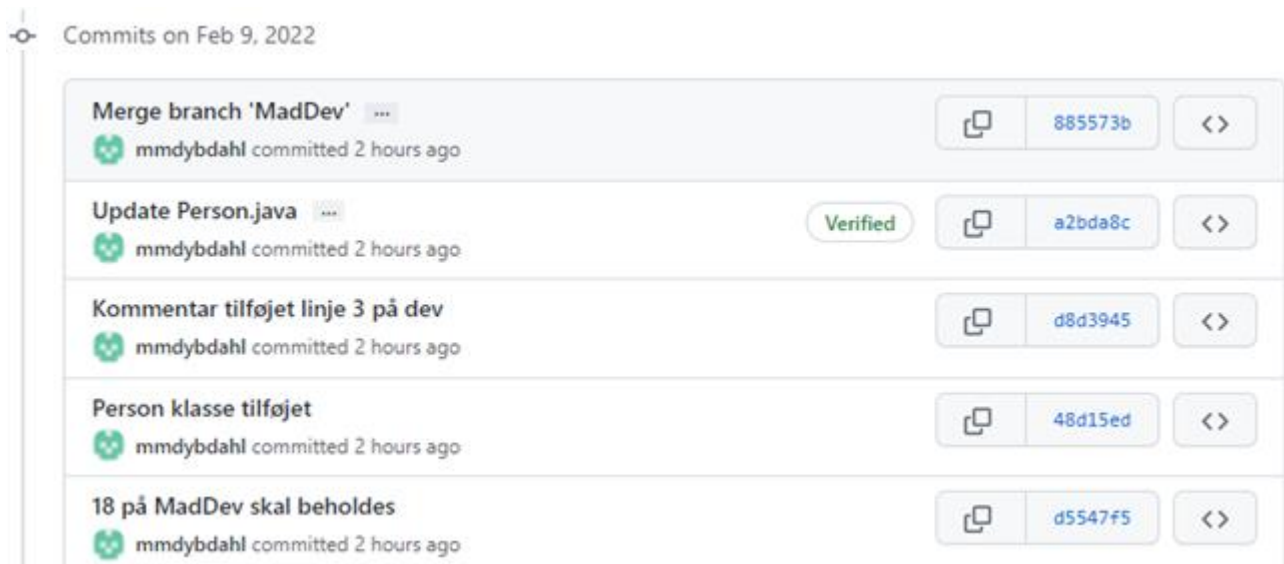 Commits on Feb 9, 2022
Merge branch 'MadDev' ...
885573b
mmdybdahl committed 2 hours ago
Update Person.java ...
Verified
a2bda8c
mmdybdahl committed 2 hours ago
Kommentar tilføjet linje 3 på dev
d8d3945
mmdybdahl committed 2 hours ago
Person klasse tilføjet
48d15ed
mmdybdahl committed 2 hours ago
18 på MadDev skal beholdes
d5547f5
mmdybdahl committed 2 hours ago